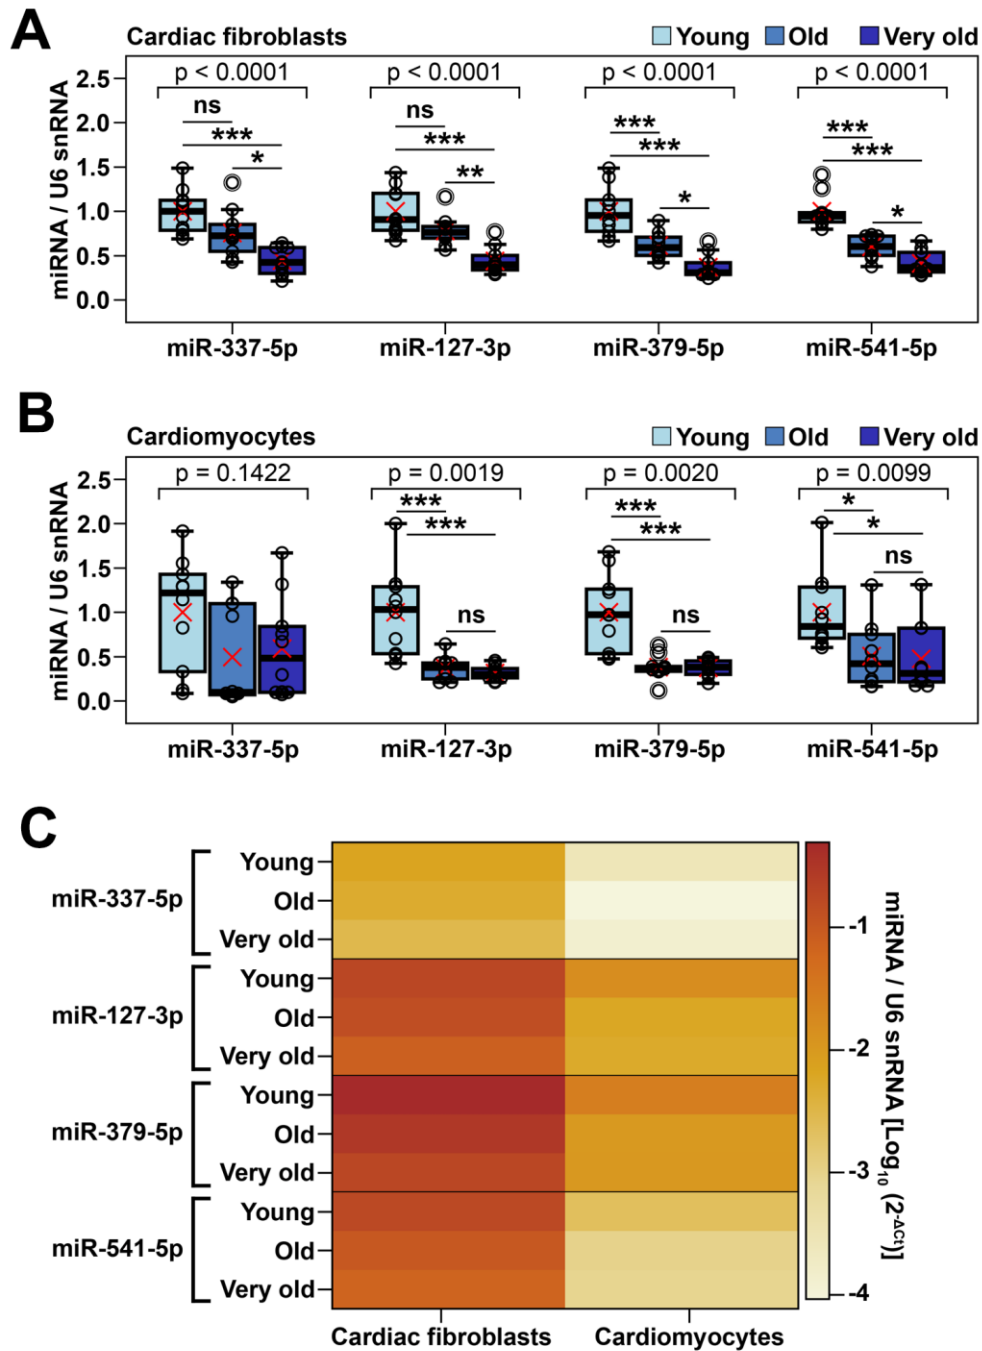 A
Cardiac fibroblasts Young Old Very old
p < 0.0001 p < 0.0001 p < 0.0001 p < 0.0001
miRNA / U6 snRNA
2.5
2.0
1.5
1.0
0.5
0.0
ns *** *
ns *** **
*** *** *
*** *** *
miR-337-5p miR-127-3p miR-379-5p miR-541-5p
B
Cardiomyocytes Young Old Very old
p = 0.1422 p = 0.0019 p = 0.0020 p = 0.0099
miRNA / U6 snRNA
2.5
2.0
1.5
1.0
0.5
0.0
*** *** ns
*** *** ns
* * ns
miR-337-5p miR-127-3p miR-379-5p miR-541-5p
C
miR-337-5p
Young
Old
Very old
miR-127-3p
Young
Old
Very old
miR-379-5p
Young
Old
Very old
miR-541-5p
Young
Old
Very old
Cardiac fibroblasts Cardiomyocytes
-1
-2
-3
-4
miRNA / U6 snRNA [Log₁₀ (2^-ΔCt)]